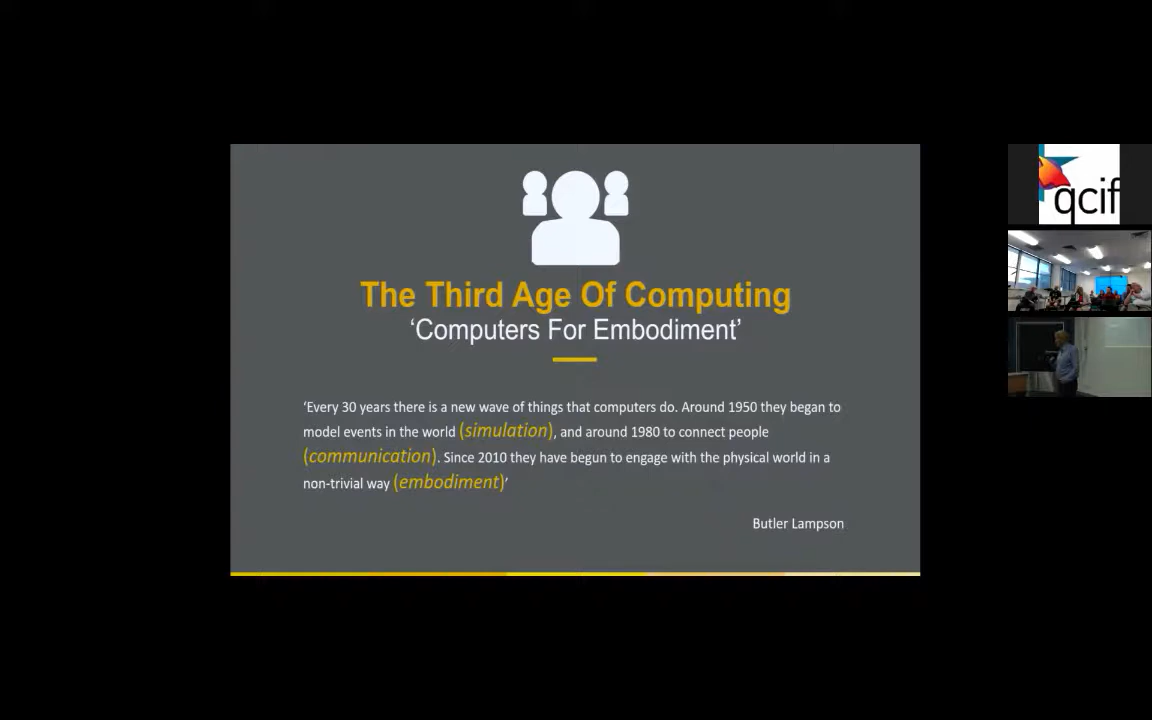 The Third Age Of Computing
‘Computers For Embodiment’
‘Every 30 years there is a new wave of things that computers do. Around 1950 they began to
model events in the world (simulation), and around 1980 to connect people
(communication). Since 2010 they have begun to engage with the physical world in a
non-trivial way (embodiment)’
Butler Lampson
qcif